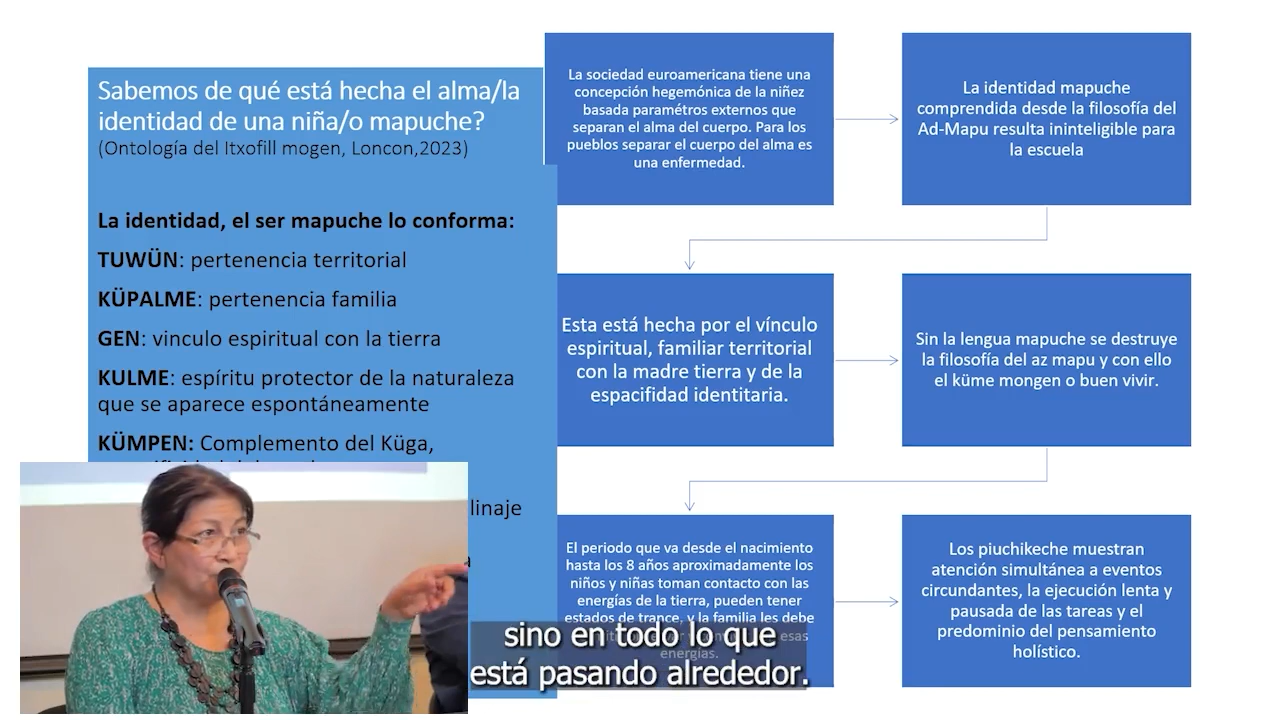 Sabemos de qué está hecha el alma/la
identidad de una niña/o mapuche?
(Ontología del Itxofill mogen, Loncon,2023)
La identidad, el ser mapuche lo conforma:
TUWÜN: pertenencia territorial
KÜPALME: pertenencia familia
GEN: vinculo espiritual con la tierra
KULME: espíritu protector de la naturaleza
que se aparece espontáneamente
KÜMPEN: Complemento del Küga,
linaje
La sociedad euroamericana tiene una
concepción hegemónica de la niñez
basada paramétros externos que
separan el alma del cuerpo. Para los
pueblos separar el cuerpo del alma es
una enfermedad.
La identidad mapuche
comprendida desde la filosofía del
Ad-Mapu resulta ininteligible para
la escuela
Esta está hecha por el vínculo
espiritual, familiar territorial
con la madre tierra y de la
espacifidad identitaria.
Sin la lengua mapuche se destruye
la filosofía del az mapu y con ello
el küme mongen o buen vivir.
El periodo que va desde el nacimiento
hasta los 8 años aproximadamente los
niños y niñas toman contacto con las
energías de la tierra, pueden tener
estados de trance, y la familia les debe
esas
energías.
Los piuchikeche muestran
atención simultánea a eventos
circundantes, la ejecución lenta y
pausada de las tareas y el
predominio del pensamiento
holístico.
sino en todo lo que
está pasando alrededor.